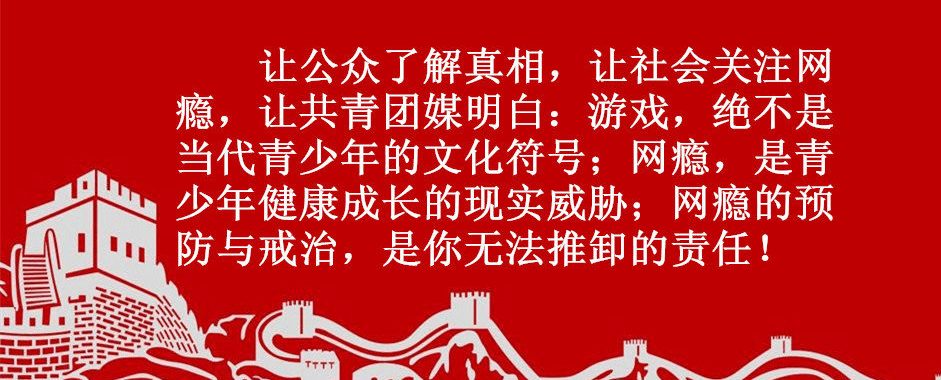 让公众了解真相，让社会关注网
瘾，让共青团媒明白：游戏，绝不是
当代青少年的文化符号；网瘾，是青
少年健康成长的现实威胁；网瘾的预
防与戒治，是你无法推卸的责任！